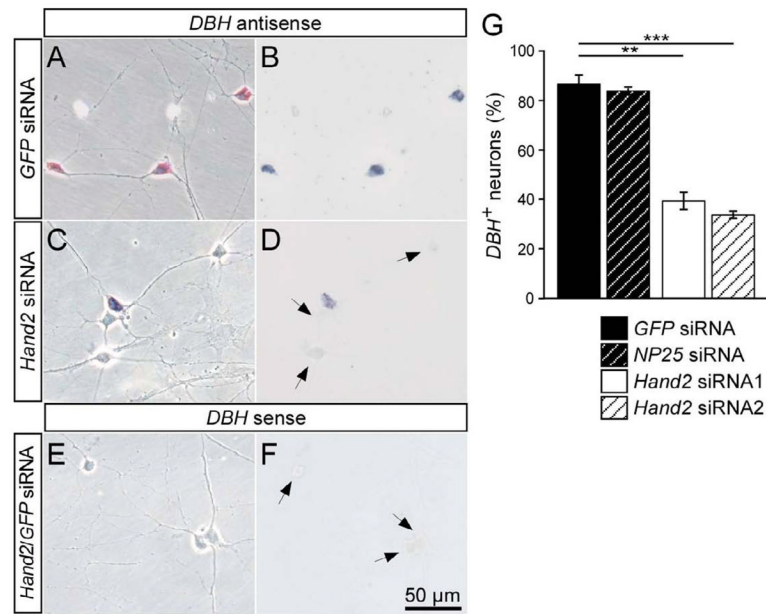 DBH antisense
GFP siRNA
A
B
Hand2 siRNA
C
D
DBH sense
Hand2/GFP siRNA
E
F
50 µm
G
***
**
100
80
60
40
20
0
DBH+ neurons (%)
GFP siRNA
NP25 siRNA
Hand2 siRNA1
Hand2 siRNA2